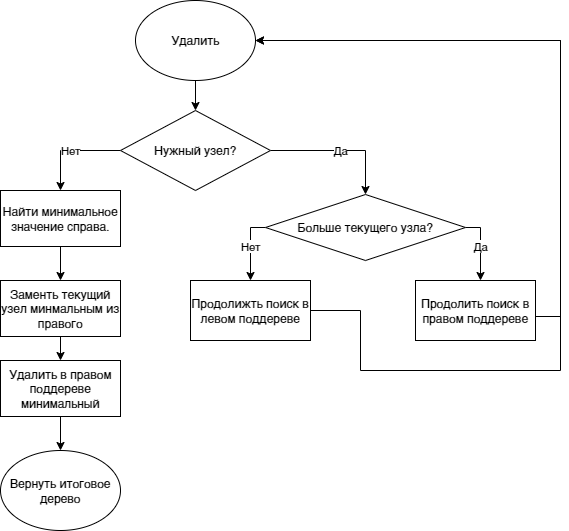 Удалить
Нужный узел?
Нет
Да
Найти минимальное
значение справа.
Больше текущего узла?
Нет
Да
Заменть текущий
узел минмальным из
правого
Продолижть поиск в
левом поддереве
Продолить поиск в
правом поддереве
Удалить в правом
поддереве
минимальный
Вернуть итоговое
дерево